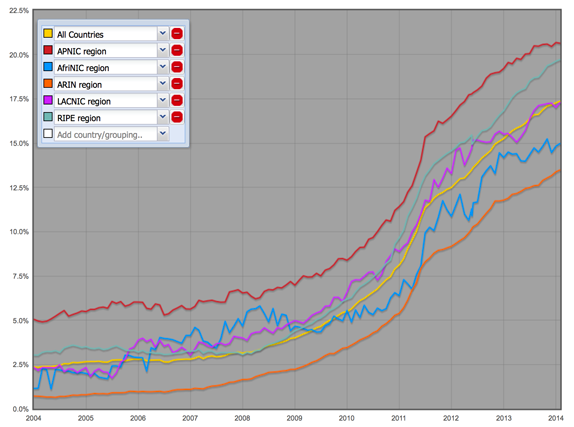 22.5%
20.0%
17.5%
15.0%
12.5%
10.0%
7.5%
5.0%
2.5%
0.0%
All Countries
APNIC region
AfriNIC region
ARIN region
LACNIC region
RIPE region
Add country/grouping..
2004 2005 2006 2007 2008 2009 2010 2011 2012 2013 2014